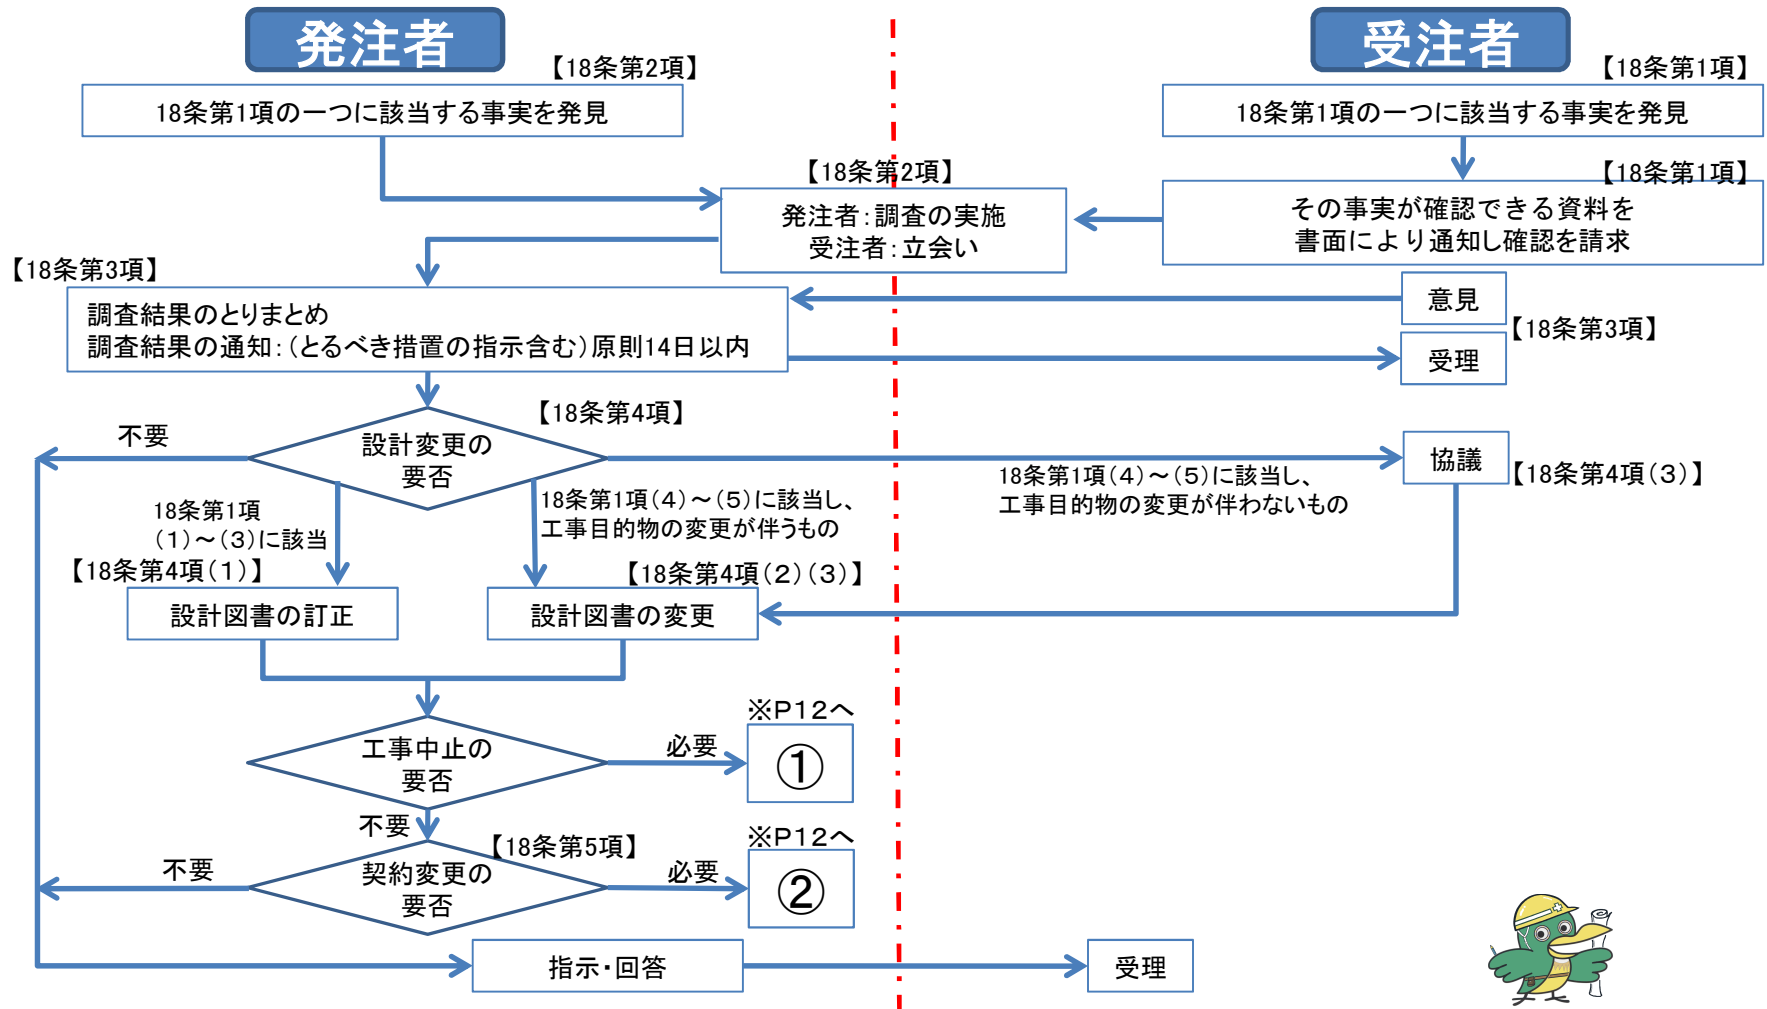 発注者
受注者
【18条第2項】
【18条第1項】
18条第1項の一つに該当する事実を発見
18条第1項の一つに該当する事実を発見
【18条第2項】
【18条第1項】
発注者：調査の実施
受注者：立会い
その事実が確認できる資料を
書面により通知し確認を請求
【18条第3項】
調査結果のとりまとめ
調査結果の通知：（とるべき措置の指示含む）原則14日以内
意見
【18条第3項】
受理
【18条第4項】
不要
設計変更の
要否
協議
【18条第4項（３）】
18条第1項（４）～（５）に該当し、
工事目的物の変更が伴わないもの
18条第1項
（１）～（３）に該当
18条第1項（４）～（５）に該当し、
工事目的物の変更が伴うもの
【18条第4項（１）】
【18条第4項（２）（３）】
設計図書の訂正
設計図書の変更
工事中止の
要否
必要
※P12へ
①
不要
【18条第5項】
契約変更の
要否
不要
必要
※P12へ
②
指示・回答
受理